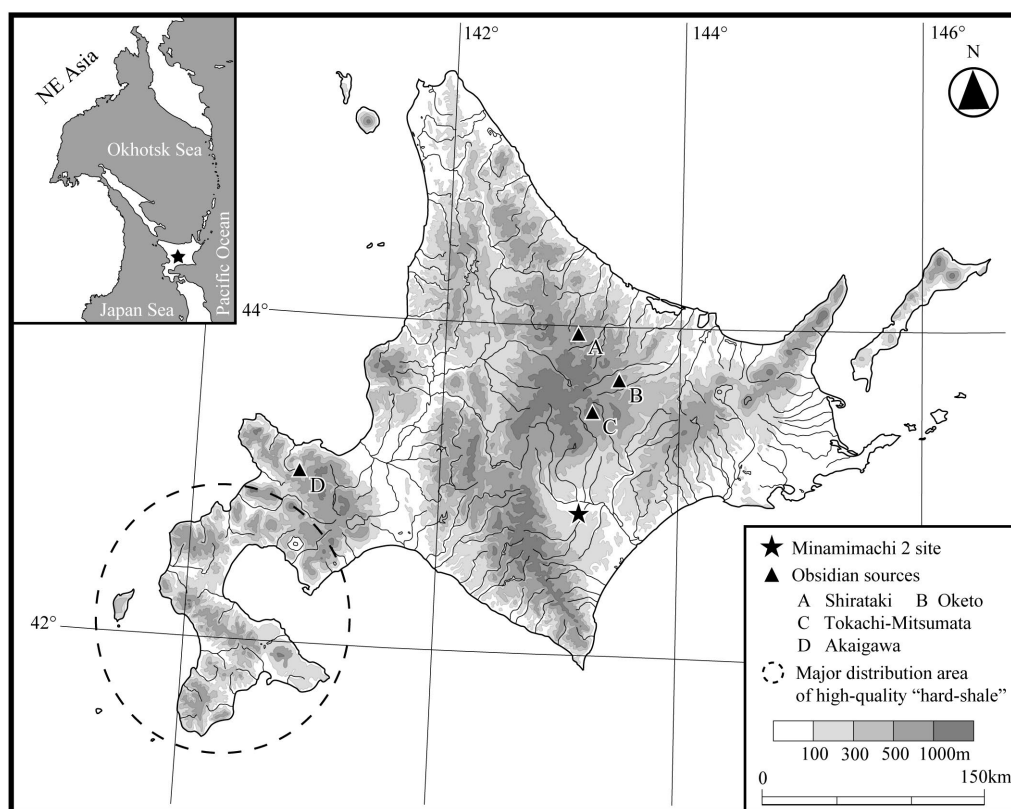 NE Asia
Okhotsk Sea
Pacific Ocean
Japan Sea
142°
144°
146°
N
44°
42°
A
B
C
D
★ Minamimachi 2 site
▲ Obsidian sources
A Shirataki B Oketo
C Tokachi-Mitsumata
D Akaigawa
Major distribution area
of high-quality “hard-shale”
100 300 500 1000m
0 150km